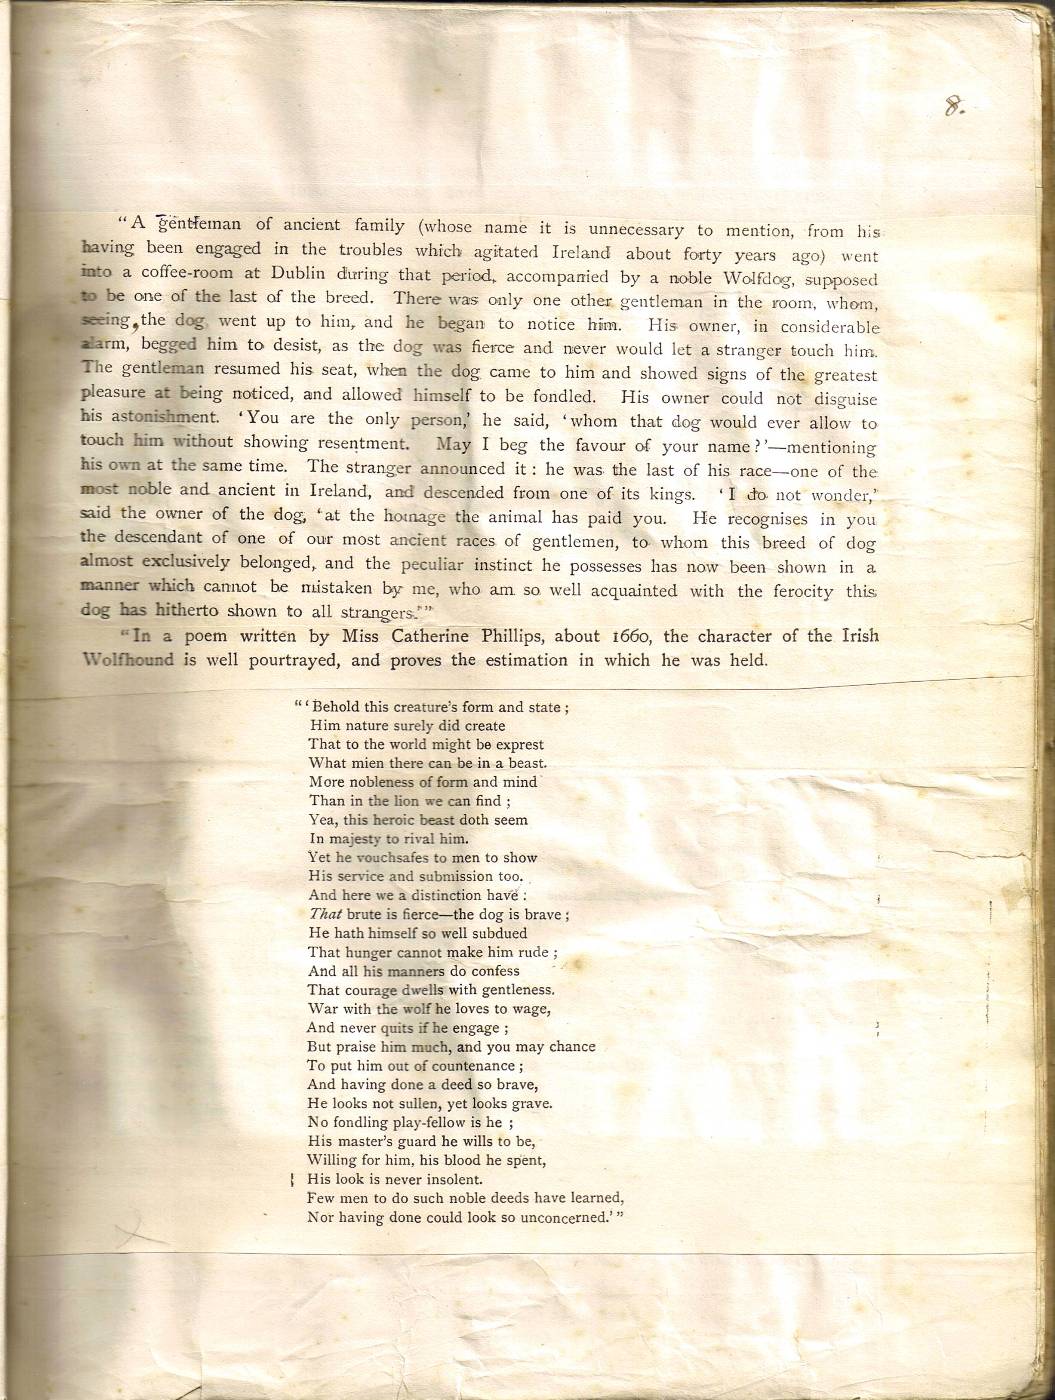 8.
“A gentleman of ancient family (whose name it is unnecessary to mention, from his
having been engaged in the troubles which agitated Ireland about forty years ago) went
into a coffee-room at Dublin during that period, accompanied by a noble Wolfdog, supposed
to be one of the last of the breed. There was only one other gentleman in the room, whom,
seeing, the dog, went up to him, and he began to notice him. His owner, in considerable
alarm, begged him to desist, as the dog was fierce and never would let a stranger touch him.
The gentleman resumed his seat, when the dog came to him and showed signs of the greatest
pleasure at being noticed, and allowed himself to be fondled. His owner could not disguise
his astonishment. ‘You are the only person,’ he said, ‘whom that dog would ever allow to
touch him without showing resentment. May I beg the favour of your name?’—mentioning
his own at the same time. The stranger announced it: he was the last of his race—one of the
most noble and ancient in Ireland, and descended from one of its kings. ‘I do not wonder,’
said the owner of the dog, ‘at the homage the animal has paid you. He recognises in you
the descendant of one of our most ancient races of gentlemen, to whom this breed of dog
almost exclusively belonged, and the peculiar instinct he possesses has now been shown in a
manner which cannot be mistaken by me, who am so well acquainted with the ferocity this
dog has hitherto shown to all strangers.’”
“In a poem written by Miss Catherine Phillips, about 1660, the character of the Irish
Wolfhound is well pourtrayed, and proves the estimation in which he was held.
“‘Behold this creature’s form and state;
Him nature surely did create
That to the world might be exprest
What mien there can be in a beast.
More nobleness of form and mind
Than in the lion we can find;
Yea, this heroic beast doth seem
In majesty to rival him.
Yet he vouchsafes to men to show
His service and submission too.
And here we a distinction have:
That brute is fierce—the dog is brave;
He hath himself so well subdued
That hunger cannot make him rude;
And all his manners do confess
That courage dwells with gentleness.
War with the wolf he loves to wage,
And never quits if he engage;
But praise him much, and you may chance
To put him out of countenance;
And having done a deed so brave,
He looks not sullen, yet looks grave.
No fondling play-fellow is he;
His master’s guard he wills to be,
Willing for him, his blood he spent,
His look is never insolent.
Few men to do such noble deeds have learned,
Nor having done could look so unconcerned.’”